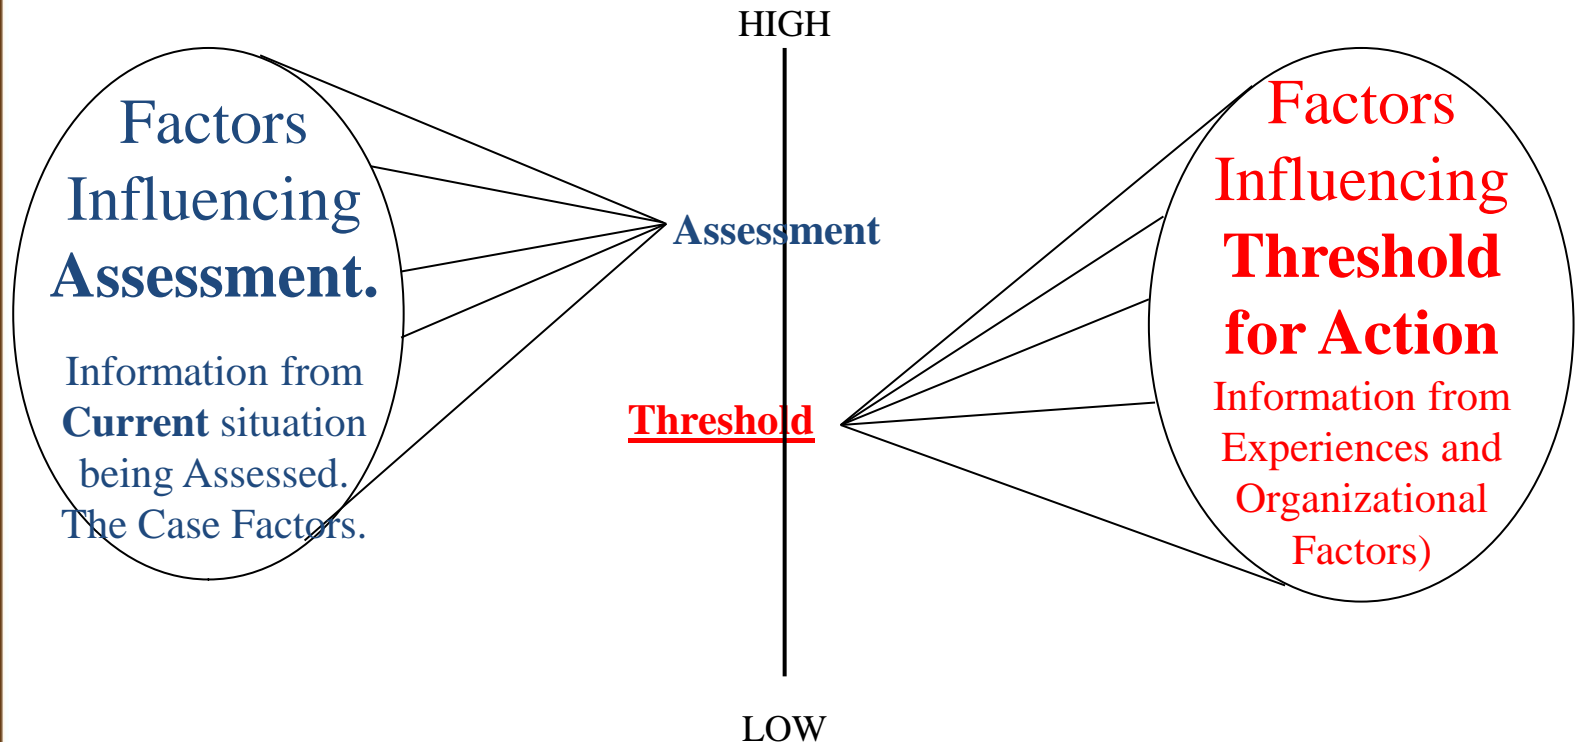 HIGH
Factors
Influencing
Assessment.
Information from
Current situation
being Assessed.
The Case Factors.
Assessment
Threshold
Factors
Influencing
Threshold
for Action
Information from
Experiences and
Organizational
Factors)
LOW